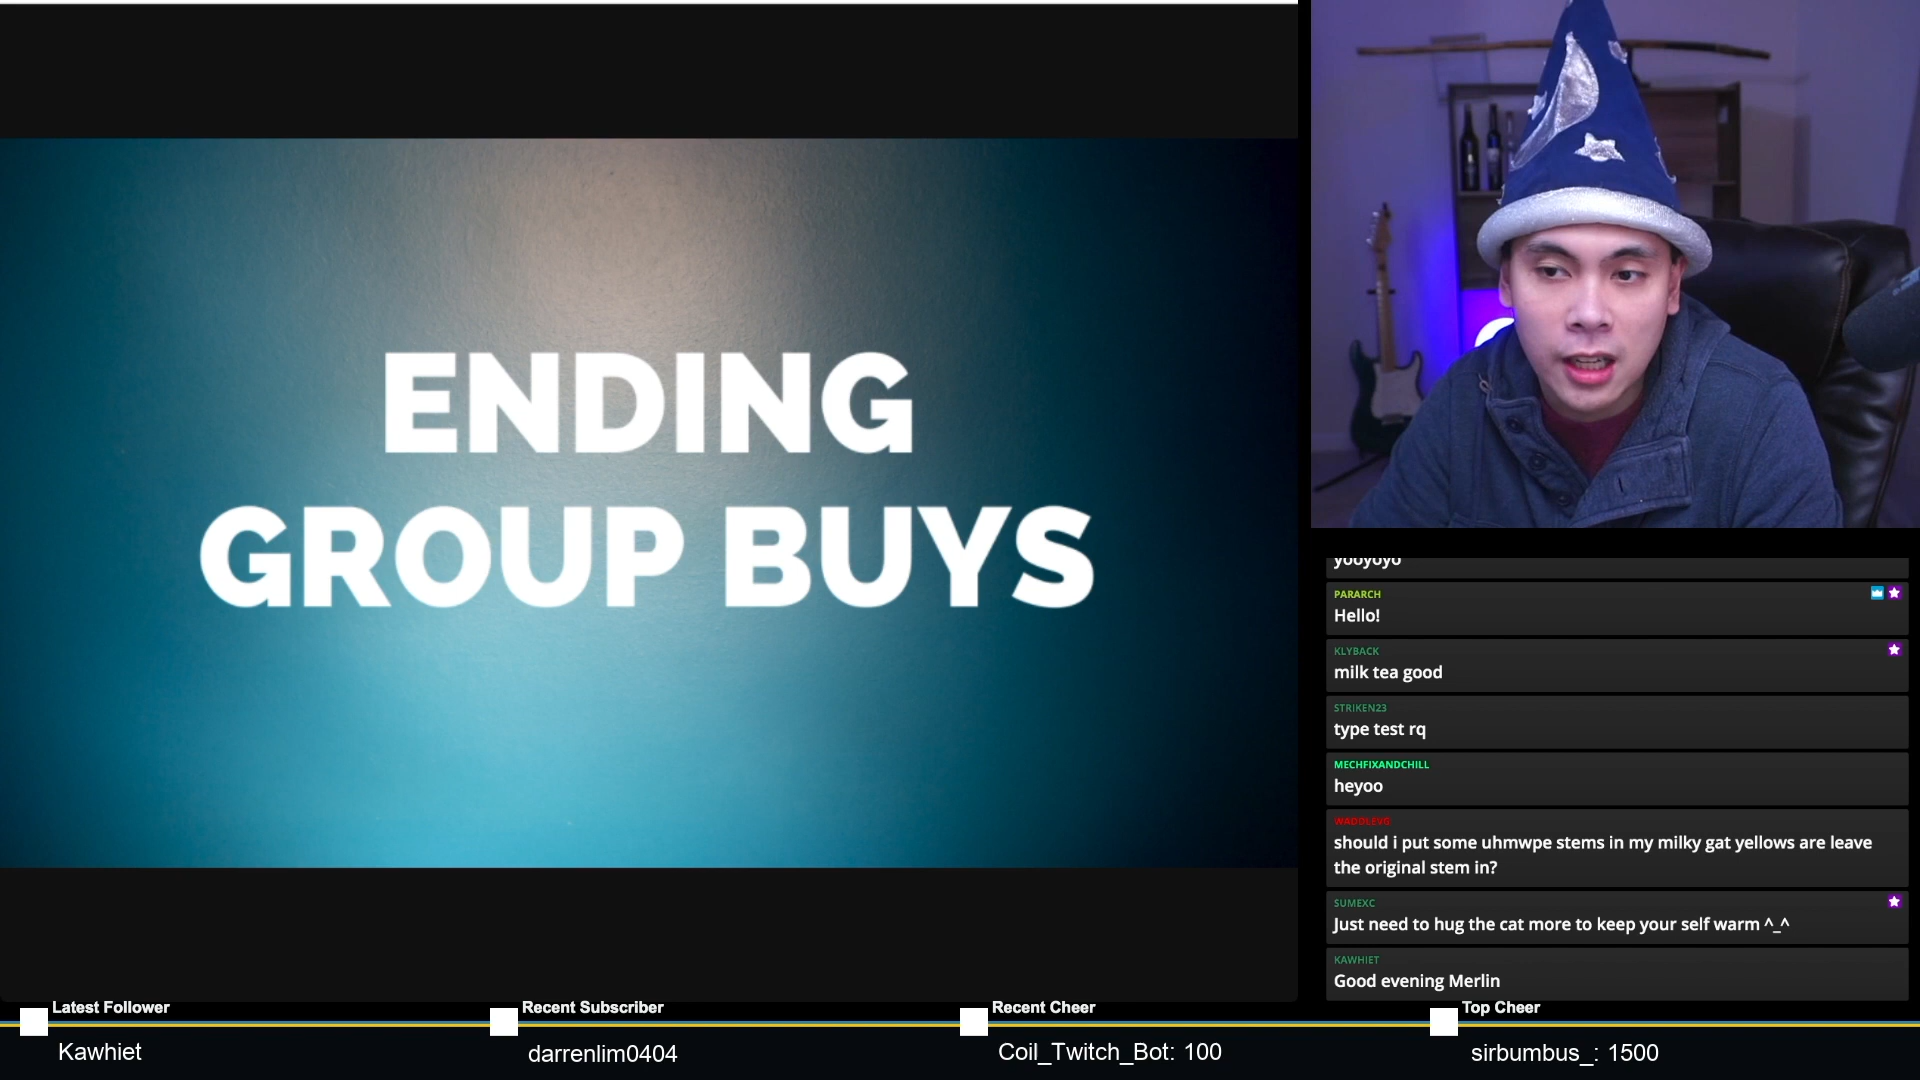 ENDING
GROUP BUYS
yooyoyo
PARARCH
Hello!
KLYBACK
milk tea good
STRIKEN23
type test rq
MECHFIXANDCHILL
heyoo
WADDLEVG
should i put some uhmwpe stems in my milky gat yellows are leave
the original stem in?
SUMEXC
Just need to hug the cat more to keep your self warm ^_^
KAWHIET
Good evening Merlin
Latest Follower
Kawhiet
Recent Subscriber
darrenlim0404
Recent Cheer
Coil_Twitch_Bot: 100
Top Cheer
sirbumbus_: 1500